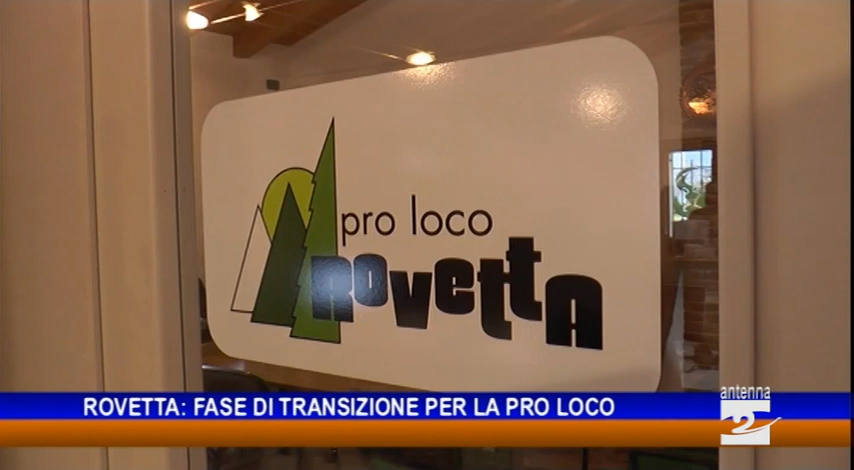 pro loco
Rovetta
ROVETTA: FASE DI TRANSIZIONE PER LA PRO LOCO
antenna
2